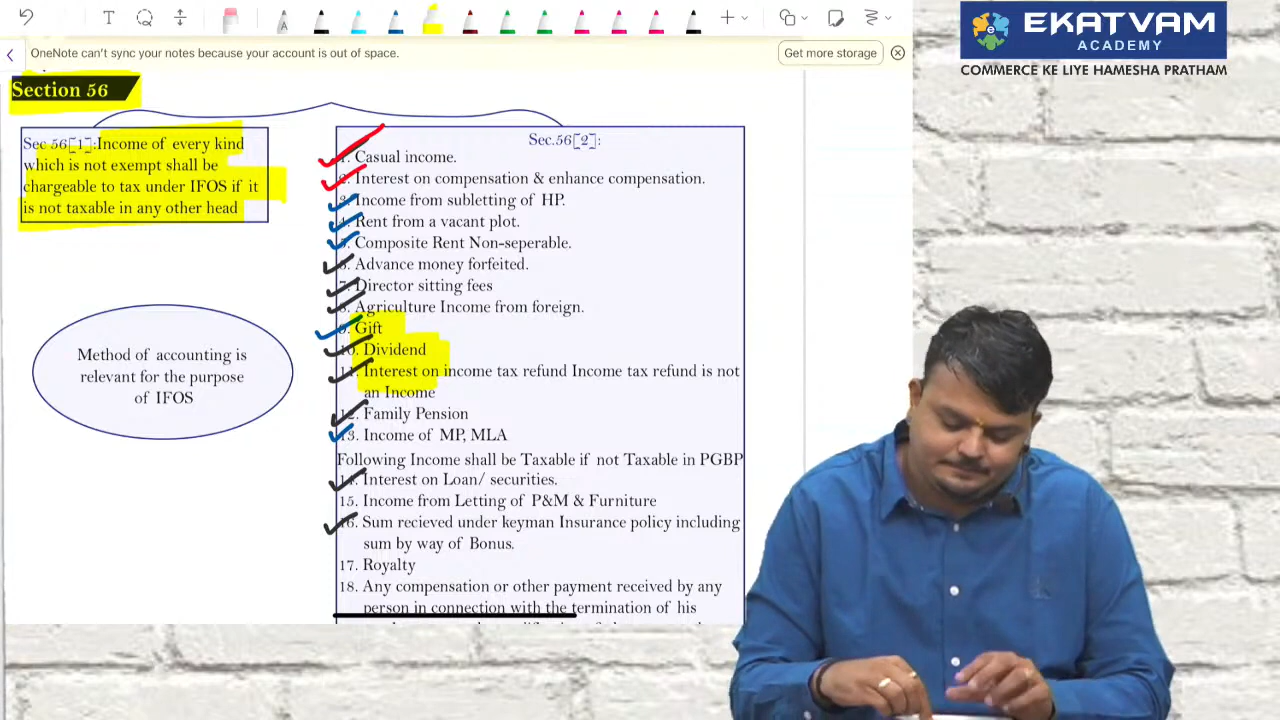 OneNote can't sync your notes because your account is out of space.
Get more storage
EKATVAM
ACADEMY
COMMERCE KE LIYE HAMESHA PRATHAM
Section 56
Sec 56[1]:Income of every kind
which is not exempt shall be
chargeable to tax under IFOS if it
is not taxable in any other head
Method of accounting is
relevant for the purpose
of IFOS
Sec.56[2]:
1. Casual income.
2. Interest on compensation & enhance compensation.
3. Income from subletting of HP.
4. Rent from a vacant plot.
5. Composite Rent Non-seperable.
6. Advance money forfeited.
7. Director sitting fees
8. Agriculture Income from foreign.
9. Gift
10. Dividend
11. Interest on income tax refund Income tax refund is not
an Income
12. Family Pension
13. Income of MP, MLA
Following Income shall be Taxable if not Taxable in PGBP
14. Interest on Loan/ securities.
15. Income from Letting of P&M & Furniture
16. Sum recieved under keyman Insurance policy including
sum by way of Bonus.
17. Royalty
18. Any compensation or other payment received by any
person in connection with the termination of his